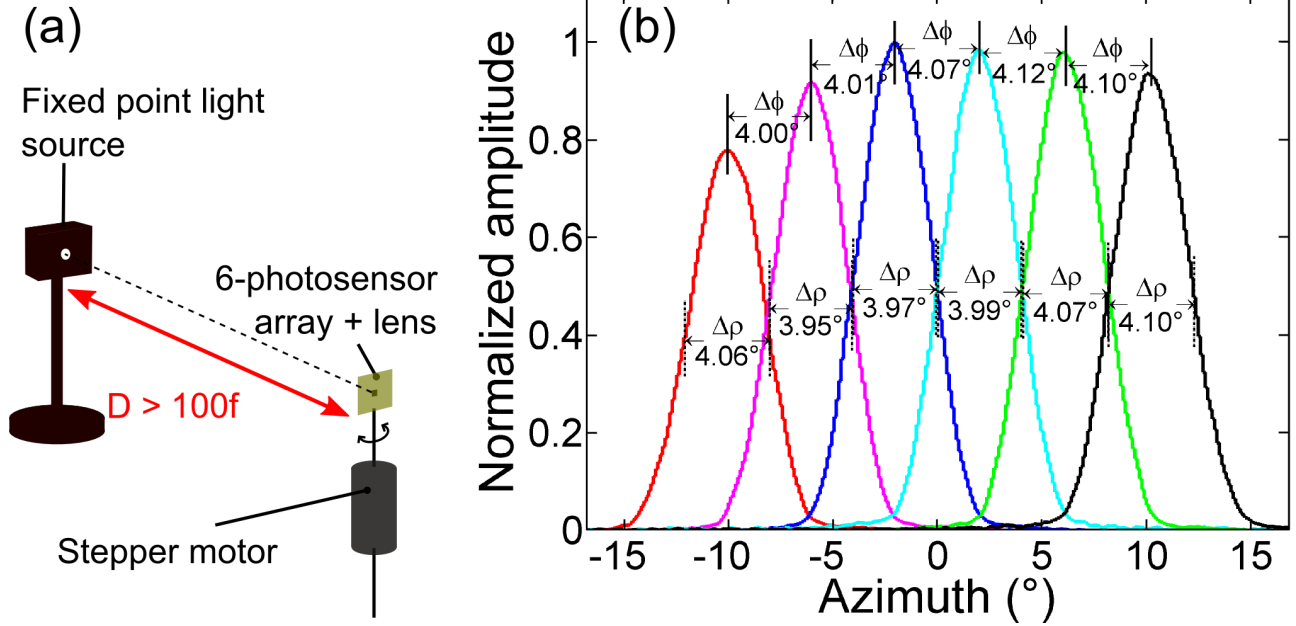 (a)
Fixed point light
source
6-photosensor
array + lens
D > 100f
Stepper motor
(b)
Normalized amplitude
1
0.8
0.6
0.4
0.2
0
Δϕ
4.00°
Δϕ
4.01°
Δϕ
4.07°
Δϕ
4.12°
Δϕ
4.10°
Δρ
4.06°
Δρ
3.95°
Δρ
3.97°
Δρ
3.99°
Δρ
4.07°
Δρ
4.10°
-15
-10
-5
0
5
10
15
Azimuth (°)